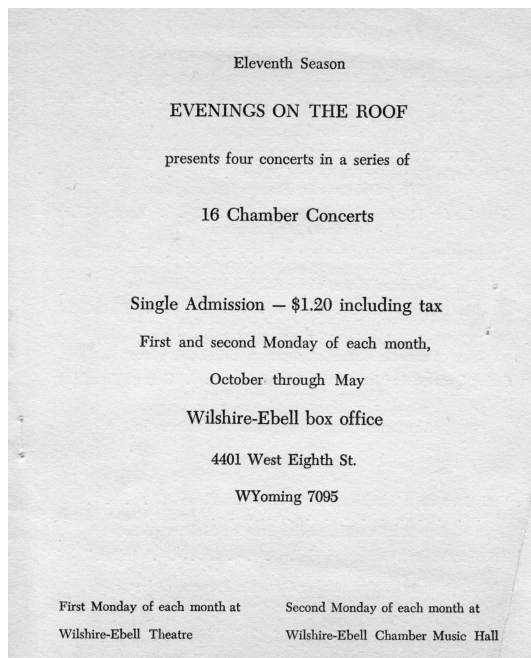 Eleventh Season
EVENINGS ON THE ROOF
presents four concerts in a series of
16 Chamber Concerts
Single Admission — $1.20 including tax
First and second Monday of each month,
October through May
Wilshire-Ebell box office
4401 West Eighth St.
WYoming 7095
First Monday of each month at
Wilshire-Ebell Theatre
Second Monday of each month at
Wilshire-Ebell Chamber Music Hall